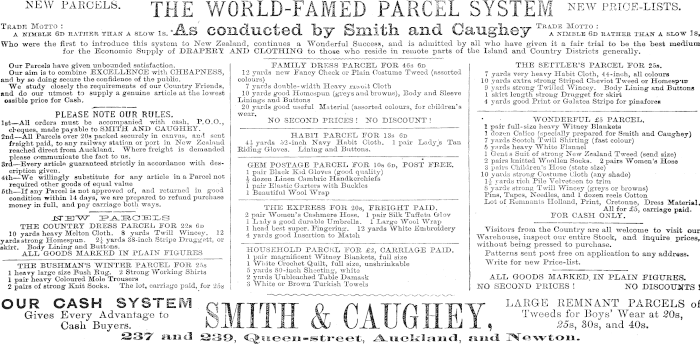 NEW PARCELS.
THE WORLD-FAMED PARCEL SYSTEM
NEW PRICE-LISTS.
TRADE MOTTO:
A NIMBLE 6D RATHER THAN A SLOW 1S.
As conducted by Smith and Caughey
TRADE MOTTO:
A NIMBLE 6D RATHER THAN A SLOW 1S.
Who were the first to introduce this system to New Zealand, continues a Wonderful Success, and is admitted by all who have given it a fair trial to be the best medium
for the Economic Supply of DRAPERY AND CLOTHING to those who reside in remote parts of the Island and Country Districts generally.
Our Parcels have given unbounded satisfaction.
Our aim is to combine EXCELLENCE with CHEAPNESS,
and by so doing secure the confidence of the public.
We study closely the requirements of our Country Friends,
and do our utmost to supply a genuine article at the lowest
possible price for Cash.
PLEASE NOTE OUR RULES.
1st—All orders must be accompanied with cash, P.O.O.,
cheques, made payable to SMITH AND CAUGHEY.
2nd—All Parcels over 20s packed securely in canvas, and sent
freight paid, to any railway station or port in New Zealand
reached direct from Auckland. Where freight is demanded
please communicate the fact to us.
3rd—Every article guaranteed strictly in accordance with des-
cription given.
4th—We willingly substitute for any article in a Parcel not
required other goods of equal value
5th—If any Parcel is not approved of, and returned in good
condition within 14 days, we are prepared to refund purchase
money in full, and pay carriage both ways.
NEW PARCELS
THE COUNTRY DRESS PARCEL FOR 22s 6D
10 yards heavy Melton Cloth. 8 yards Twill Wincey. 12
yards strong Homespun. 2½ yards 38-inch Stripe Druggett, or
skirt. Body Lining and Buttons
ALL GOODS MARKED IN PLAIN FIGURES
THE BUSHMAN'S WINTER PARCEL FOR 25s
1 heavy large size Bush Rug, 2 Strong Working Shirts
1 pair heavy Coloured Mole Trousers
2 pairs of strong Knit Socks. The lot, carriage paid, for 25s
FAMILY DRESS PARCEL FOR 45s 6D
12 yards new Fancy Check or Plain Costume Tweed (assorted
colours)
7 yards double-width Heavy Cloth
10 yards good Homespun (greys and browns), Body and Sleeve
Linings and Buttons
20 yards good useful Material (assorted colours, for children's
wear,
NO SECOND PRICES! NO DISCOUNT!
HABIT PARCEL FOR 13s 6D
4½ yards 52-inch Navy Habit Cloth. 1 pair Lady's Tan
Riding Gloves. Lining and Buttons.
GEM POSTAGE PARCEL FOR 10s 6D, POST FREE.
1 pair Black Kid Gloves (good quality)
½ dozen Linen Cambric Handkerchiefs
1 pair Elastic Garters with Buckles
1 Beautiful Wool Wrap
THE EXPRESS FOR 20s, FREIGHT PAID.
2 pair Women's Cashmere Hose. 1 pair Silk Taffeta Glov
1 Lady's good durable Umbrella. 1 Large Wool Wrap
1 head best super. Fingering. 12 yards White Embroidery
4 yards good Insertion to Match
HOUSEHOLD PARCEL FOR £2, CARRIAGE PAID.
1 pair magnificent Witney Blankets, full size
1 White Crochet Quilt, full size, unshrinkable
5 yards 80-inch Sheeting, white
2 yards Unbleached Table Damask
3 White or Brown Turkish Towels
THE SETTLER'S PARCEL FOR 25s.
7 yards very heavy Habit Cloth, 44-inch, all colours
10 yards extra strong Striped Cheviot or Homespun
9 yards strong Twilled Wincey. Body Lining and Buttons
1 skirt length strong Drugget for skirt
4 yards good Print or Galatea Stripe for pinafores
WONDERFUL £5 PARCEL.
1 pair full-size heavy Witney Blankets
1 dozen Calico (specially prepared for Smith and Caughey)
7 yards Scotch Twill Shirting (fast colour)
5 yards heavy White Flannel
1 Gents Suit of all-wool New Zealand Tweed (send size)
2 pairs knitted Woollen Socks. 2 pairs Women's Hose
3 pairs Children's Hose (state size)
10 yards strong Costume Cloth (any shade)
1½ yards rich Pile Velveteen to trim
6 yards strong Twill Wincey (greys or browns)
Pins, Tapes, Needles, and 1 dozen reels Cotton
Lot of Remnants Holland, Print, Cretonne, Dress Material,
All for £5, carriage paid.
FOR CASH ONLY.
Visitors from the Country are all welcome to visit our
Warehouse, inspect our entire Stock, and inquire prices,
without being pressed to purchase.
Patterns sent post free on application to any address.
Write for new Price-list.
ALL GOODS MARKED IN PLAIN FIGURES.
NO SECOND PRICES! NO DISCOUNTS!
OUR CASH SYSTEM
Gives Every Advantage to
Cash Buyers.
SMITH & CAUGHEY,
LARGE REMNANT PARCELS of
Tweeds for Boys' Wear at 20s,
25s, 30s, and 40s.
237 and 239, Queen-street, Auckland, and Newton.